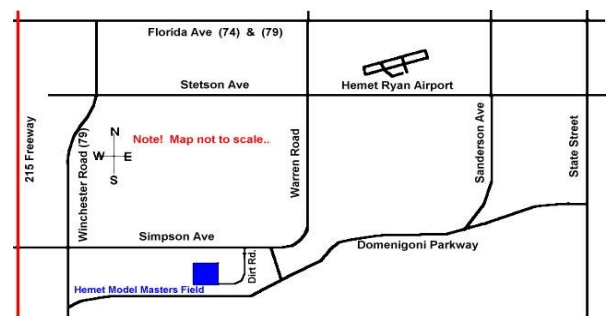 Florida Ave (74) & (79)
Stetson Ave
Hemet Ryan Airport
215 Freeway
Winchester Road (79)
N
W E
S
Note! Map not to scale..
Warren Road
Sanderson Ave
State Street
Simpson Ave
Dirt Rd.
Domenigoni Parkway
Hemet Model Masters Field